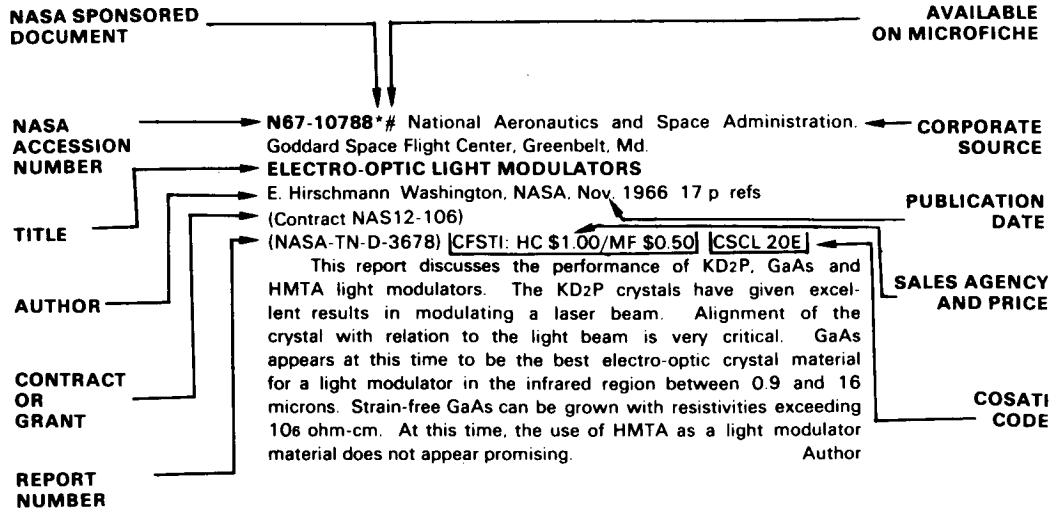 NASA SPONSORED
DOCUMENT
AVAILABLE
ON MICROFICHE
NASA
ACCESSION
NUMBER
N67-10788*# National Aeronautics and Space Administration.
Goddard Space Flight Center, Greenbelt, Md.
CORPORATE
SOURCE
TITLE
ELECTRO-OPTIC LIGHT MODULATORS
AUTHOR
E. Hirschmann Washington, NASA, Nov. 1966 17 p refs
PUBLICATION
DATE
CONTRACT
OR
GRANT
(Contract NAS12-106)
REPORT
NUMBER
(NASA-TN-D-3678) CFSTI: HC $1.00/MF $0.50 CSCL 20E
SALES AGENCY
AND PRICE
COSATI
CODE
This report discusses the performance of KD2P, GaAs and
HMTA light modulators. The KD2P crystals have given excel-
lent results in modulating a laser beam. Alignment of the
crystal with relation to the light beam is very critical. GaAs
appears at this time to be the best electro-optic crystal material
for a light modulator in the infrared region between 0.9 and 16
microns. Strain-free GaAs can be grown with resistivities exceeding
106 ohm-cm. At this time, the use of HMTA as a light modulator
material does not appear promising. Author